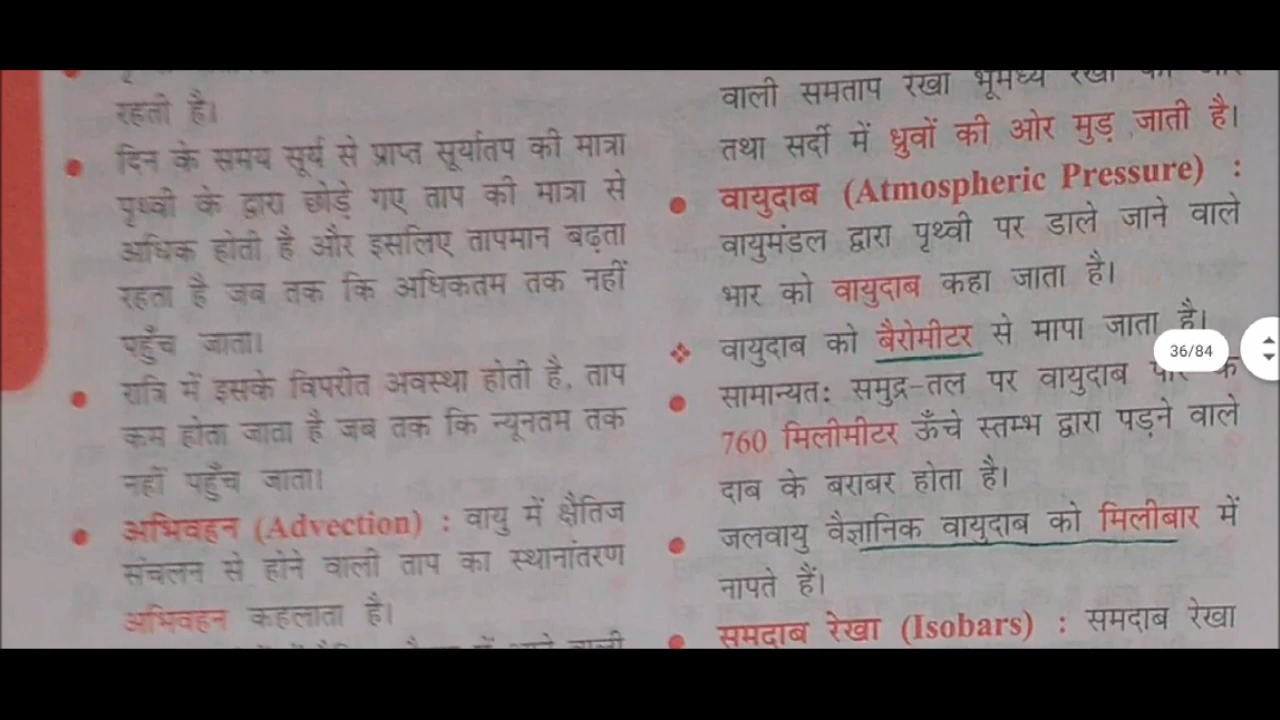 रहती है।
दिन के समय सूर्य से प्राप्त सूर्यातप की मात्रा
पृथ्वी के द्वारा छोड़े गए ताप की मात्रा से
अधिक होती है और इसलिए तापमान बढ़ता
रहता है जब तक कि अधिकतम तक नहीं
पहुँच जाता।
रात्रि में इसके विपरीत अवस्था होती है, ताप
कम होता जाता है जब तक कि न्यूनतम तक
नहीं पहुँच जाता।
अभिवहन (Advection) : वायु में क्षैतिज
संचलन से होने वाली ताप का स्थानांतरण
अभिवहन कहलाता है।
वाली समताप रेखा भूमध्य रेखा
तथा सर्दी में ध्रुवों की ओर मुड़ जाती है।
वायुदाब (Atmospheric Pressure) :
वायुमंडल द्वारा पृथ्वी पर डाले जाने वाले
भार को वायुदाब कहा जाता है।
वायुदाब को बैरोमीटर से मापा जाता है।
सामान्यतः समुद्र-तल पर वायुदाब
760 मिलीमीटर ऊँचे स्तम्भ द्वारा पड़ने वाले
दाब के बराबर होता है।
जलवायु वैज्ञानिक वायुदाब को मिलीबार में
नापते हैं।
समदाब रेखा (Isobars) : समदाब रेखा
36/84